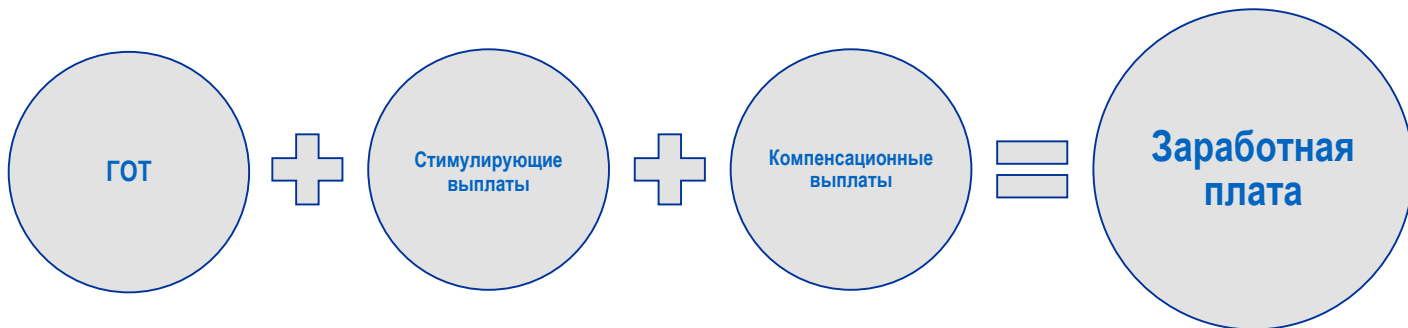 ГОТ
Стимулирующие
выплаты
Компенсационные
выплаты
Заработная
плата